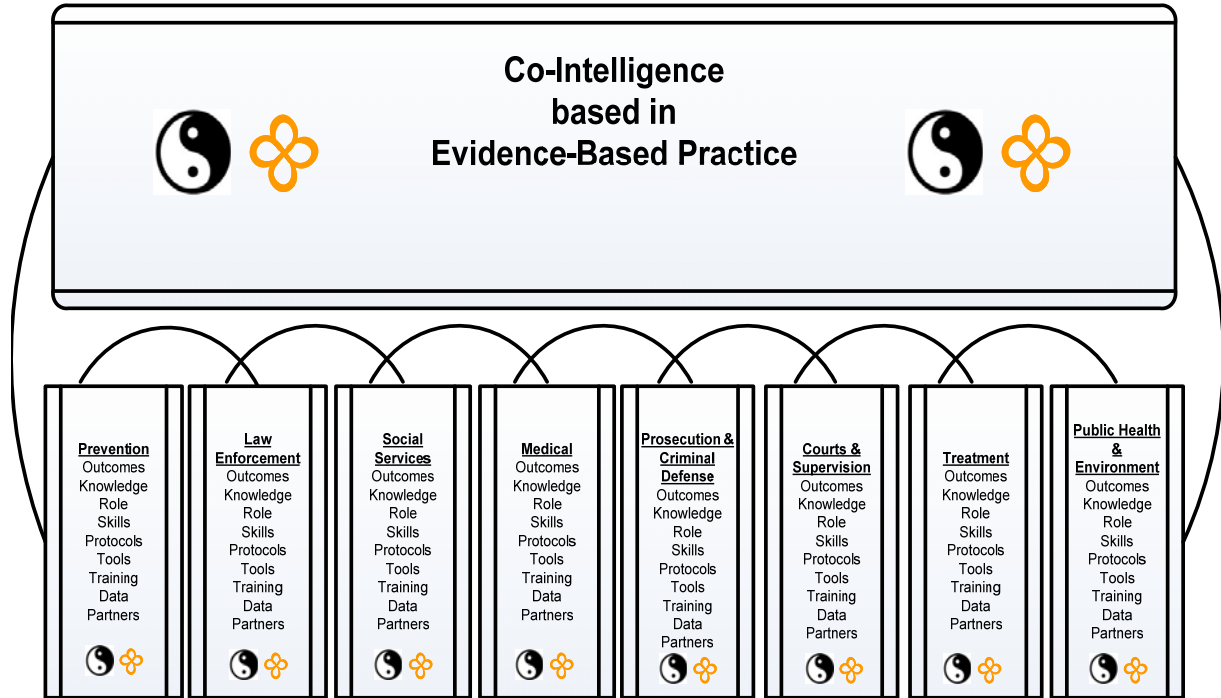 Co-Intelligence
based in
Evidence-Based Practice
Prevention
Outcomes
Knowledge
Role
Skills
Protocols
Tools
Training
Data
Partners
Law
Enforcement
Outcomes
Knowledge
Role
Skills
Protocols
Tools
Training
Data
Partners
Social
Services
Outcomes
Knowledge
Role
Skills
Protocols
Tools
Training
Data
Partners
Medical
Outcomes
Knowledge
Role
Skills
Protocols
Tools
Training
Data
Partners
Prosecution &
Criminal
Defense
Outcomes
Knowledge
Role
Skills
Protocols
Tools
Training
Data
Partners
Courts &
Supervision
Outcomes
Knowledge
Role
Skills
Protocols
Tools
Training
Data
Partners
Treatment
Outcomes
Knowledge
Role
Skills
Protocols
Tools
Training
Data
Partners
Public Health
&
Environment
Outcomes
Knowledge
Role
Skills
Protocols
Tools
Training
Data
Partners